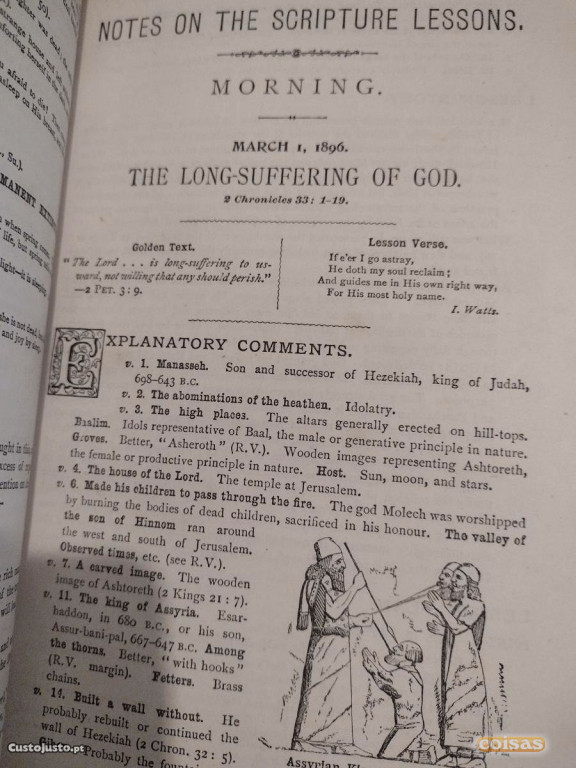 NOTES ON THE SCRIPTURE LESSONS.
MORNING.
MARCH 1, 1896.
THE LONG-SUFFERING OF GOD.
2 Chronicles 33: 1-19.
Golden Text.
"The Lord . . . is long-suffering to us-
ward, not willing that any should perish."
—2 PET. 3: 9.
Lesson Verse.
If e'er I go astray,
He doth my soul reclaim;
And guides me in His own right way,
For His most holy name.
I. Watts.
EXPLANATORY COMMENTS.
v. 1. Manasseh. Son and successor of Hezekiah, king of Judah,
698-643 B.C.
v. 2. The abominations of the heathen. Idolatry.
v. 3. The high places. The altars generally erected on hill-tops.
Baalim. Idols representative of Baal, the male or generative principle in nature.
Groves. Better, "Asheroth" (R.V.). Wooden images representing Ashtoreth,
the female or productive principle in nature. Host. Sun, moon, and stars.
v. 4. The house of the Lord. The temple at Jerusalem.
v. 6. Made his children to pass through the fire. The god Molech was worshipped
by burning the bodies of dead children, sacrificed in his honour. The valley of
the son of Hinnom ran around
the west and south of Jerusalem.
Observed times, etc. (see R.V.).
v. 7. A carved image. The wooden
image of Ashtoreth (2 Kings 21: 7).
v. 11. The king of Assyria. Esar-
haddon, in 680 B.C., or his son,
Assur-bani-pal, 667-647 B.C. Among
the thorns. Better, "with hooks"
(R.V. margin). Fetters. Brass
chains.
v. 14. Built a wall without. He
probably rebuilt or continued the
wall of Hezekiah (2 Chron. 32: 5).
Probably the fountain
Assyrian
Custojusto.pt
coisas